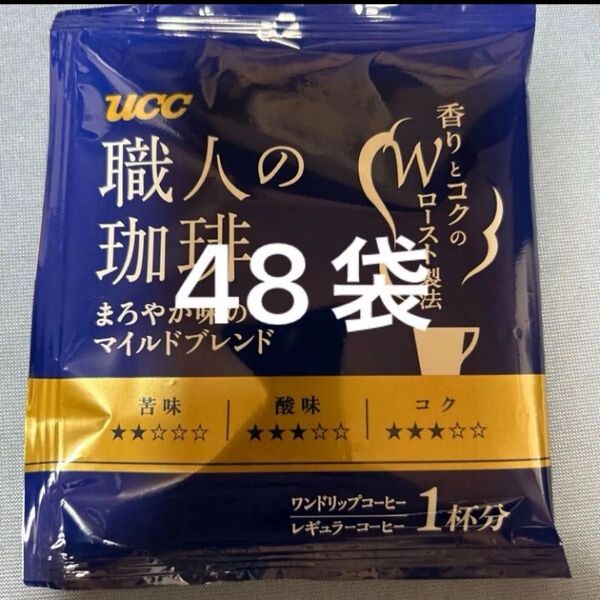 UCC
職人の
珈琲
まろやか味の
マイルドブレンド
香りとコクの
Wロースト製法
48袋
苦味
★★☆☆☆
酸味
★★★☆☆
コク
★★★☆☆
ワンドリップコーヒー
レギュラーコーヒー
1杯分